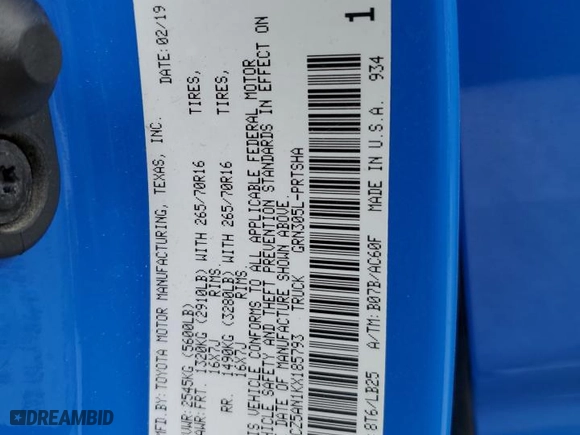 MFD.BY: TOYOTA MOTOR MANUFACTURING, TEXAS, INC. DATE: 02/19
GVWR: 2545KG (5600LB)
GAWR:FRT. 1320KG (2910LB) WITH 265/70R16 TIRES,
16X7J RIMS,
RR. 1490KG (3280LB) WITH 265/70R16 TIRES,
16X7J RIMS
THIS VEHICLE CONFORMS TO ALL APPLICABLE FEDERAL MOTOR
VEHICLE SAFETY AND THEFT PREVENTION STANDARDS IN EFFECT ON
DATE OF MANUFACTURE SHOWN ABOVE.
CZ5AN1KX185793 TRUCK GRN305L-PRTSHA
1
8T6/LB25 A/TM: B07B/AC60F MADE IN U.S.A. 934
DREAMBID